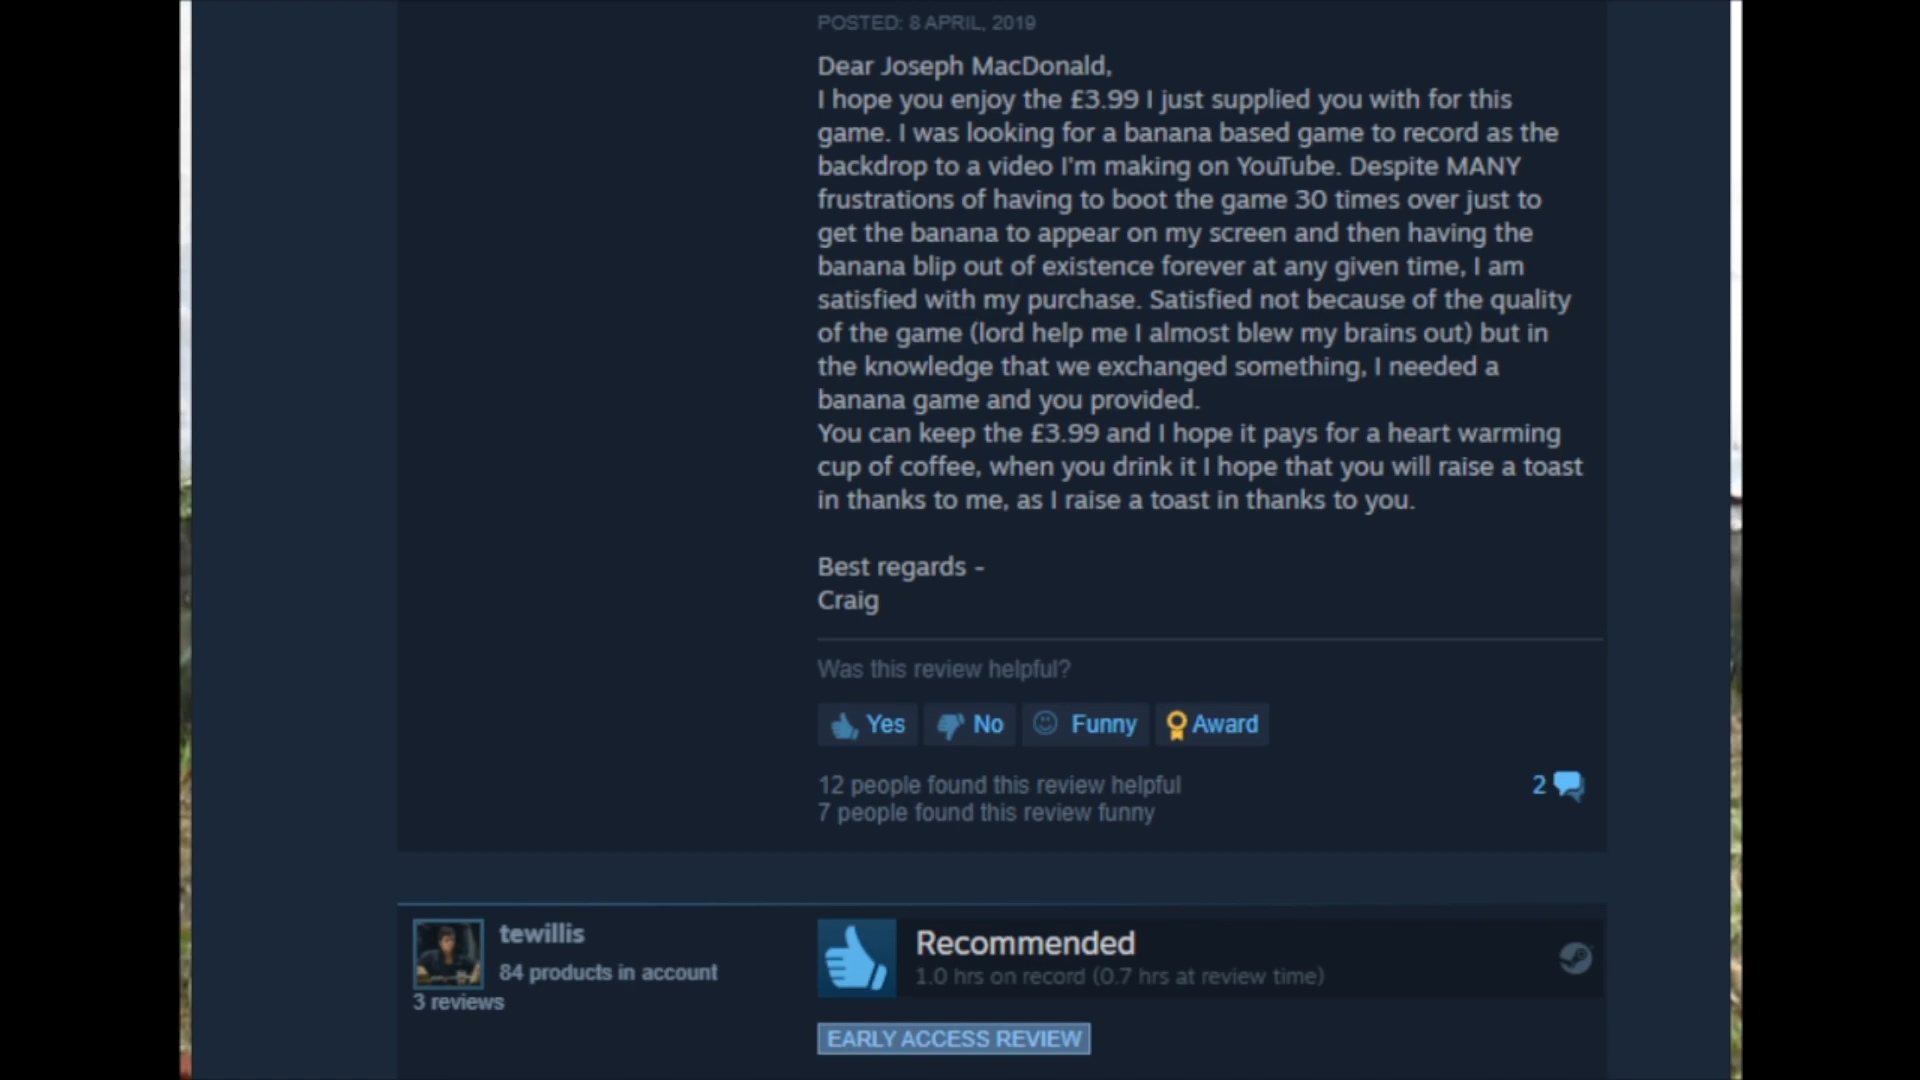 POSTED: 8 APRIL, 2019
Dear Joseph MacDonald,
I hope you enjoy the £3.99 I just supplied you with for this
game. I was looking for a banana based game to record as the
backdrop to a video I'm making on YouTube. Despite MANY
frustrations of having to boot the game 30 times over just to
get the banana to appear on my screen and then having the
banana blip out of existence forever at any given time, I am
satisfied with my purchase. Satisfied not because of the quality
of the game (lord help me I almost blew my brains out) but in
the knowledge that we exchanged something, I needed a
banana game and you provided.
You can keep the £3.99 and I hope it pays for a heart warming
cup of coffee, when you drink it I hope that you will raise a toast
in thanks to me, as I raise a toast in thanks to you.
Best regards -
Craig
Was this review helpful?
Yes No Funny Award
12 people found this review helpful
2
7 people found this review funny
tewillis
84 products in account
3 reviews
Recommended
1.0 hrs on record (0.7 hrs at review time)
EARLY ACCESS REVIEW